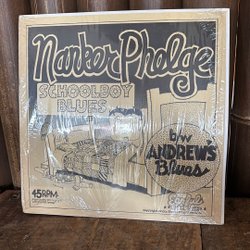 Nanker Phelge
SCHOOLBOY
BLUES
b/w
ANDREW'S
Blues
45RPM